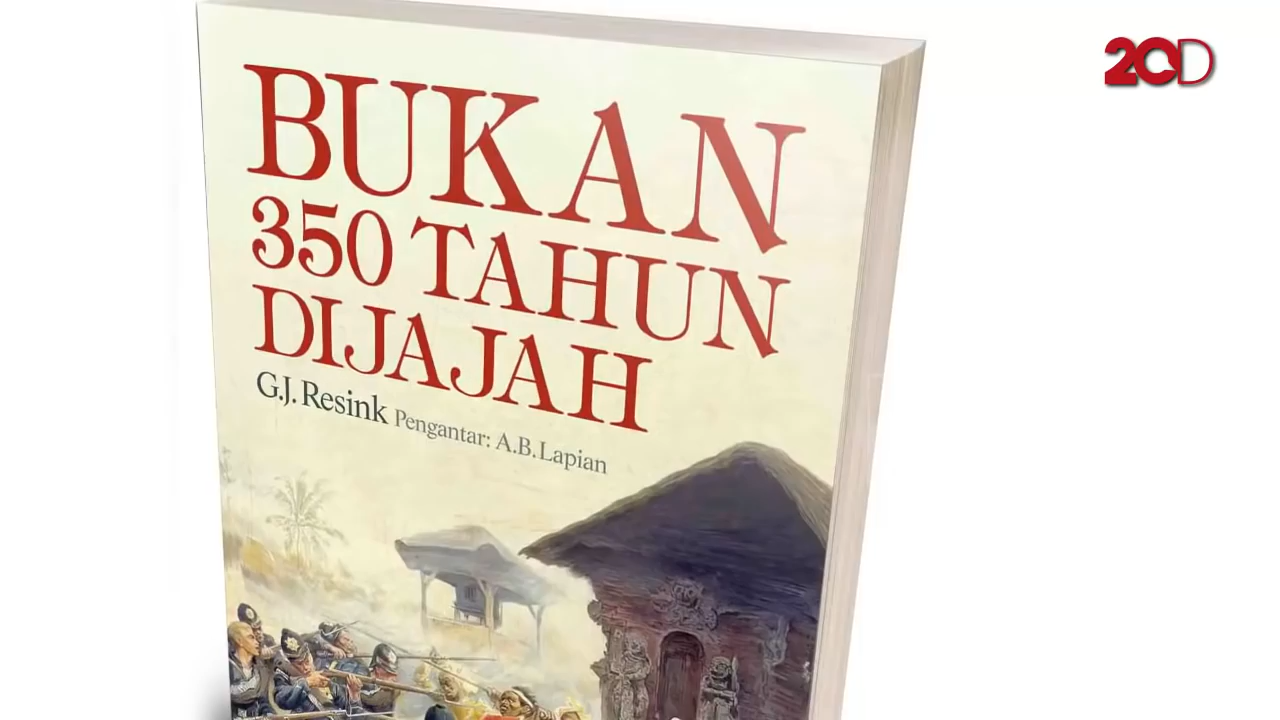 BUKAN
350 TAHUN
DIJAJAH
G.J. Resink Pengantar: A.B. Lapian
20D